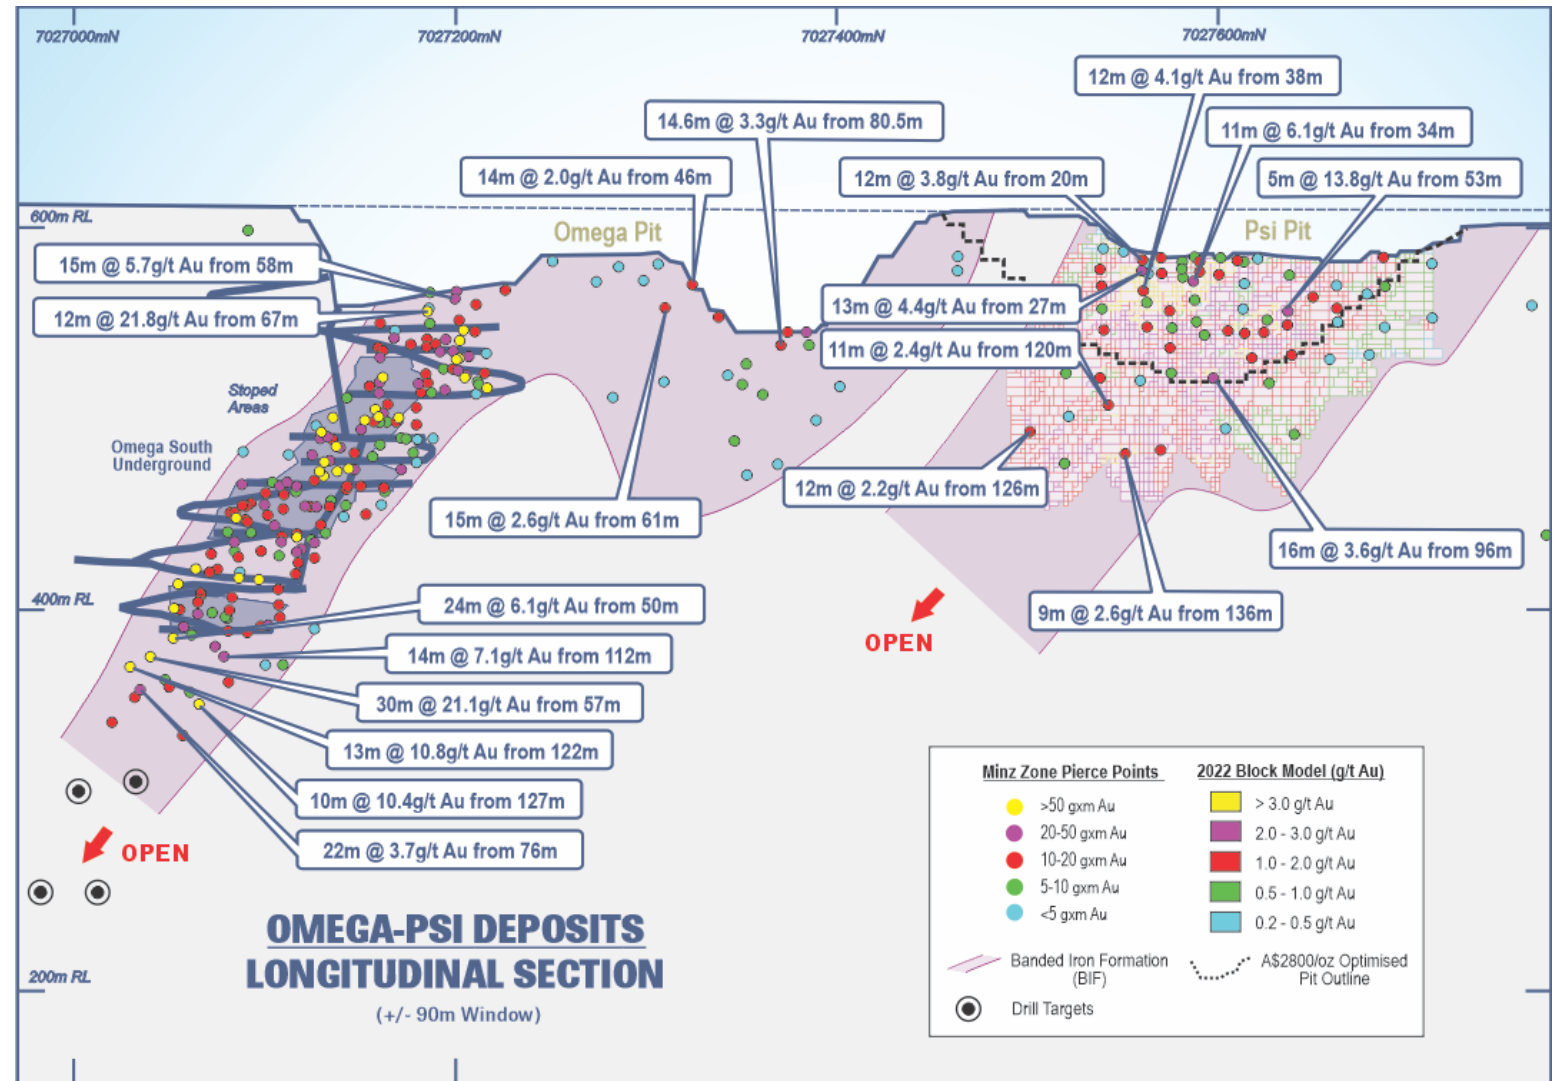 7027000mN
7027200mN
7027400mN
7027600mN
12m @ 4.1g/t Au from 38m
14.6m @ 3.3g/t Au from 80.5m
11m @ 6.1g/t Au from 34m
14m @ 2.0g/t Au from 46m
12m @ 3.8g/t Au from 20m
5m @ 13.8g/t Au from 53m
600m RL
Omega Pit
Psi Pit
15m @ 5.7g/t Au from 58m
12m @ 21.8g/t Au from 67m
13m @ 4.4g/t Au from 27m
11m @ 2.4g/t Au from 120m
Stoped
Areas
Omega South
Underground
12m @ 2.2g/t Au from 126m
15m @ 2.6g/t Au from 61m
16m @ 3.6g/t Au from 96m
400m RL
24m @ 6.1g/t Au from 50m
9m @ 2.6g/t Au from 136m
OPEN
14m @ 7.1g/t Au from 112m
30m @ 21.1g/t Au from 57m
13m @ 10.8g/t Au from 122m
10m @ 10.4g/t Au from 127m
22m @ 3.7g/t Au from 76m
OPEN
200m RL
OMEGA-PSI DEPOSITS
LONGITUDINAL SECTION
(+/- 90m Window)
Minz Zone Pierce Points
>50 gxm Au
20-50 gxm Au
10-20 gxm Au
5-10 gxm Au
<5 gxm Au
2022 Block Model (g/t Au)
> 3.0 g/t Au
2.0 - 3.0 g/t Au
1.0 - 2.0 g/t Au
0.5 - 1.0 g/t Au
0.2 - 0.5 g/t Au
Banded Iron Formation
(BIF)
A$2800/oz Optimised
Pit Outline
Drill Targets